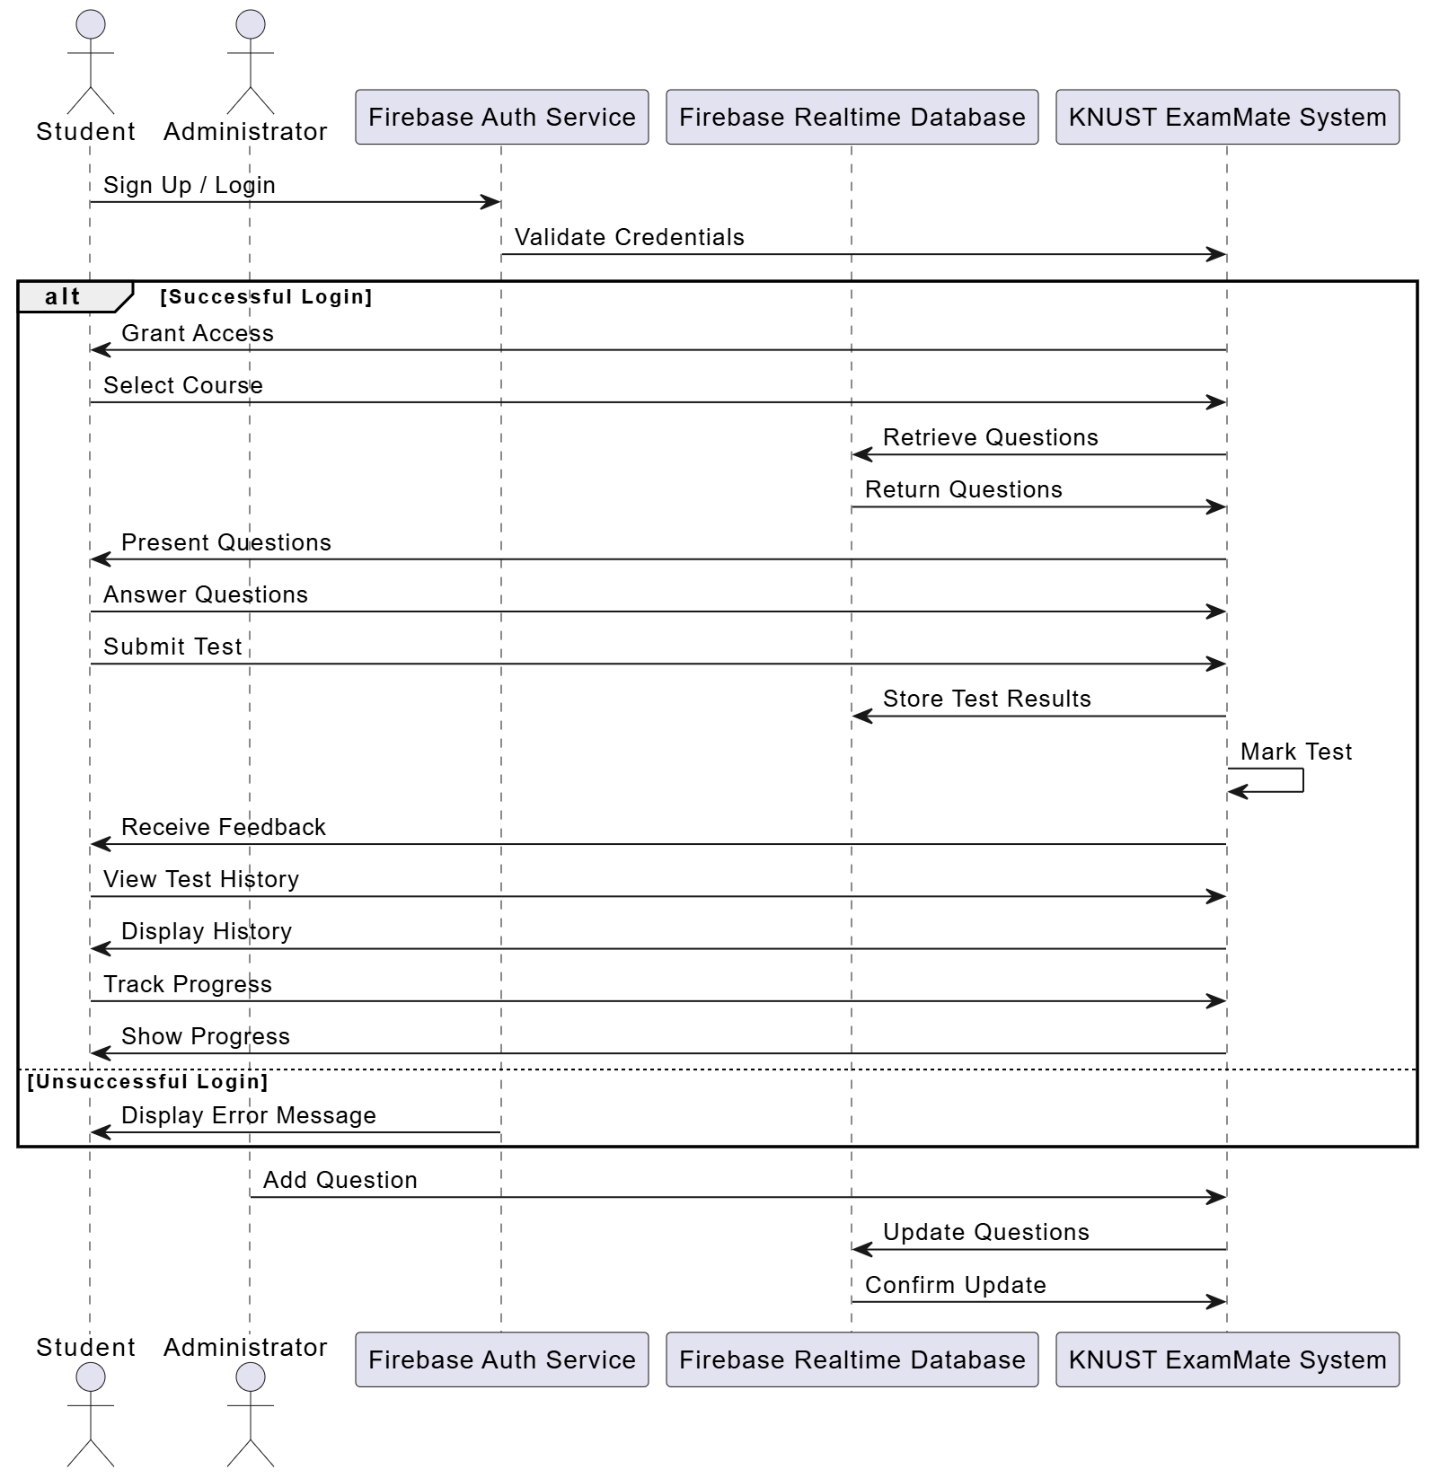 Student
Administrator
Firebase Auth Service
Firebase Realtime Database
KNUST ExamMate System
Sign Up / Login
Validate Credentials
alt
[Successful Login]
Grant Access
Select Course
Retrieve Questions
Return Questions
Present Questions
Answer Questions
Submit Test
Store Test Results
Mark Test
Receive Feedback
View Test History
Display History
Track Progress
Show Progress
[Unsuccessful Login]
Display Error Message
Add Question
Update Questions
Confirm Update
Student
Administrator
Firebase Auth Service
Firebase Realtime Database
KNUST ExamMate System